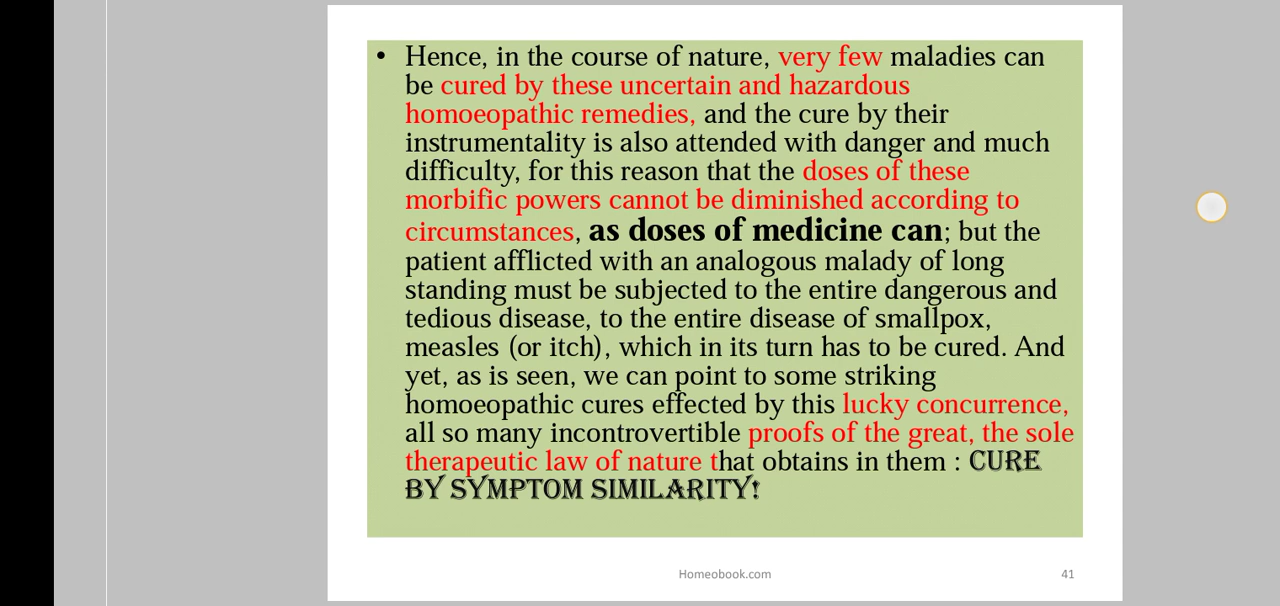 • Hence, in the course of nature, very few maladies can
be cured by these uncertain and hazardous
homoeopathic remedies, and the cure by their
instrumentality is also attended with danger and much
difficulty, for this reason that the doses of these
morbific powers cannot be diminished according to
circumstances, as doses of medicine can; but the
patient afflicted with an analogous malady of long
standing must be subjected to the entire dangerous and
tedious disease, to the entire disease of smallpox,
measles (or itch), which in its turn has to be cured. And
yet, as is seen, we can point to some striking
homoeopathic cures effected by this lucky concurrence,
all so many incontrovertible proofs of the great, the sole
therapeutic law of nature that obtains in them : CURE
BY SYMPTOM SIMILARITY!
Homeobook.com
41